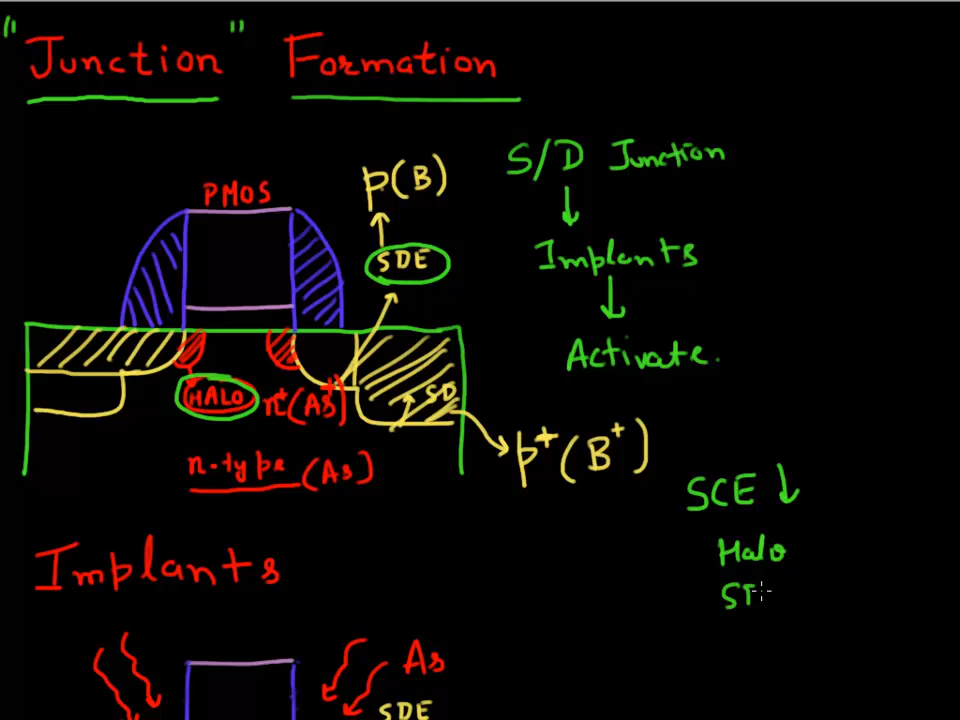 "Junction" Formation
S/D Junction
p(B)
PMOS
Implants
SDE
Activate.
SD
HALO n+(As+)
p+(B+)
n-type (As)
SCE ↓
Halo
Implants
As
SDE